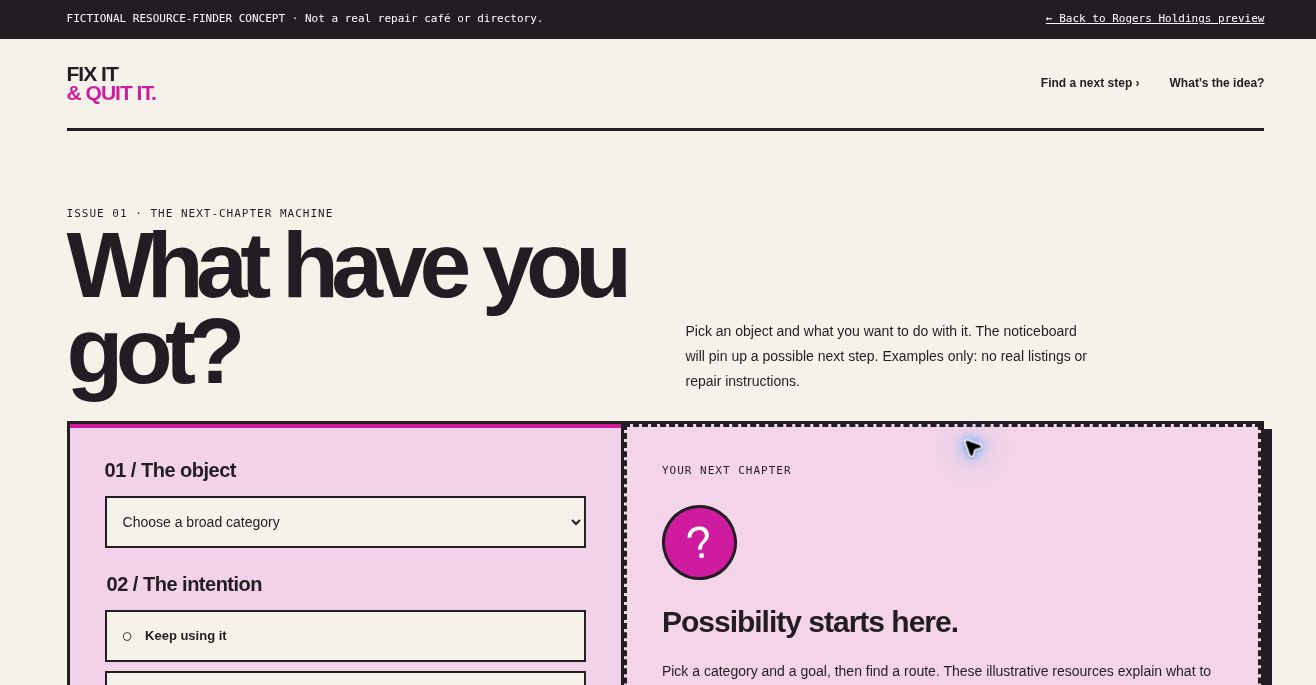 FICTIONAL RESOURCE-FINDER CONCEPT · Not a real repair café or directory.
← Back to Rogers Holdings preview
FIX IT
& QUIT IT.
Find a next step ›
What's the idea?
ISSUE 01 · THE NEXT-CHAPTER MACHINE
What have you
got?
Pick an object and what you want to do with it. The noticeboard
will pin up a possible next step. Examples only: no real listings or
repair instructions.
01 / The object
Choose a broad category
02 / The intention
Keep using it
YOUR NEXT CHAPTER
?
Possibility starts here.
Pick a category and a goal, then find a route. These illustrative resources explain what to